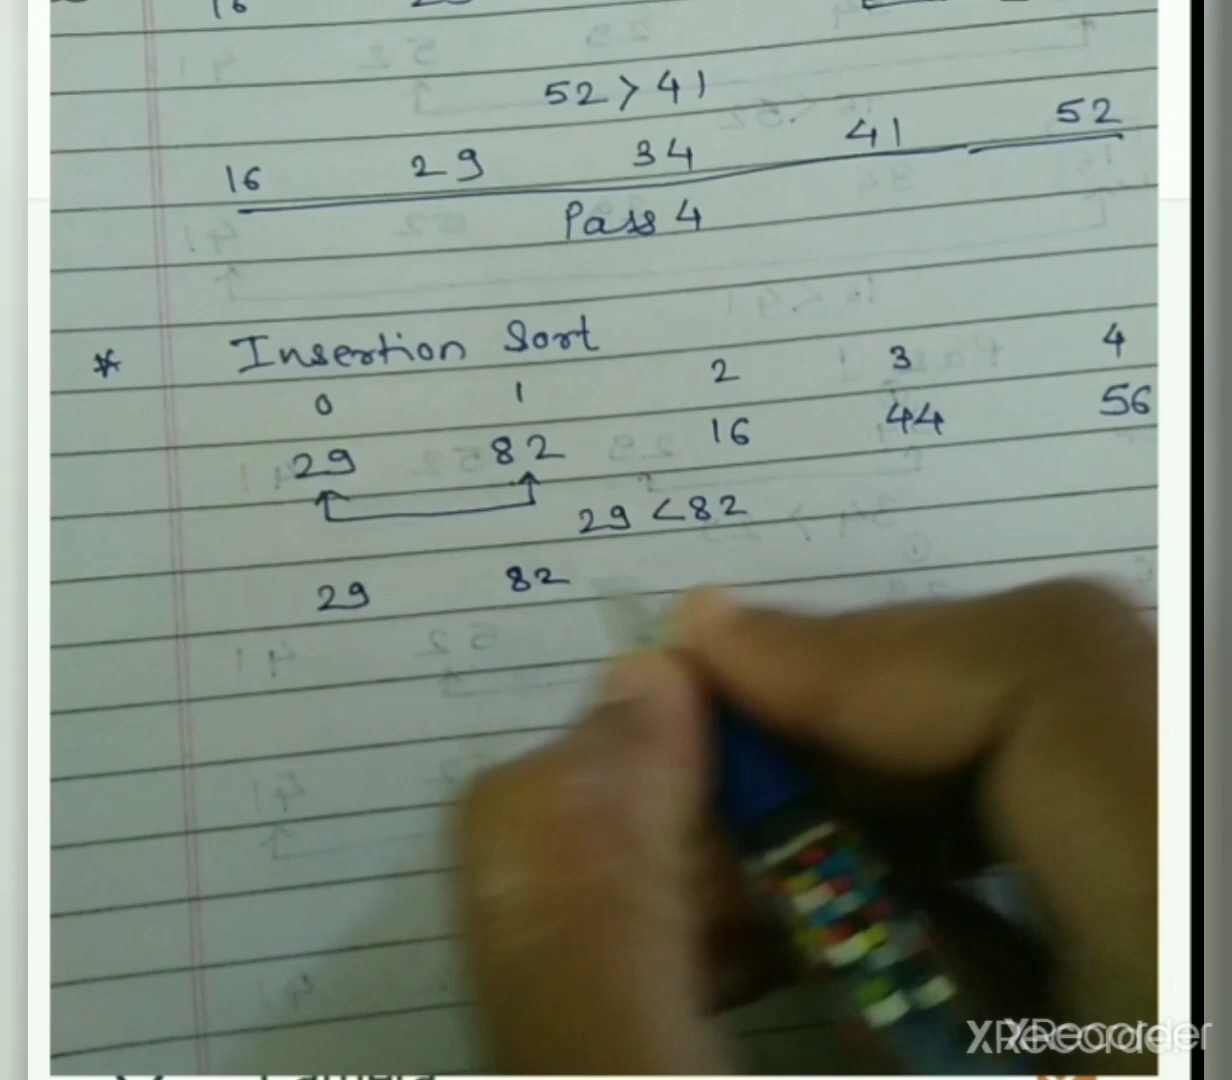 16
52 > 41
16 29 34 41 52
Pass 4
* Insertion Sort
0 1 2 3 4
29 82 16 44 56
29 < 82
29 82
XRecorder